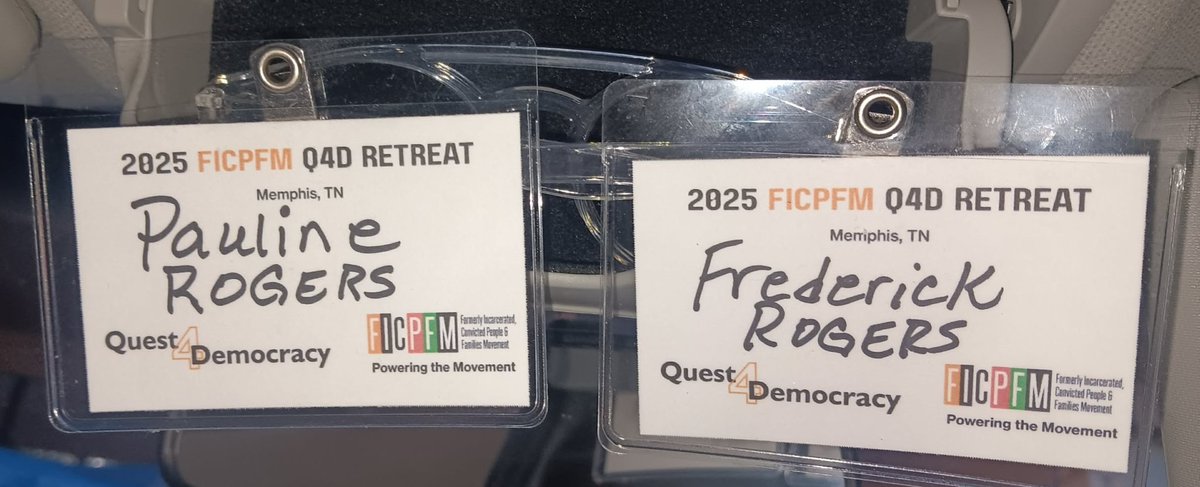 2025 FICPFM Q4D RETREAT
Memphis, TN
Pauline
ROGERS
Quest4Democracy
FICPFM
Formerly Incarcerated,
Convicted People &
Families Movement
Powering the Movement
2025 FICPFM Q4D RETREAT
Memphis, TN
Frederick
ROGERS
Quest4Democracy
FICPFM
Formerly Incarcerated,
Convicted People &
Families Movement
Powering the Movement